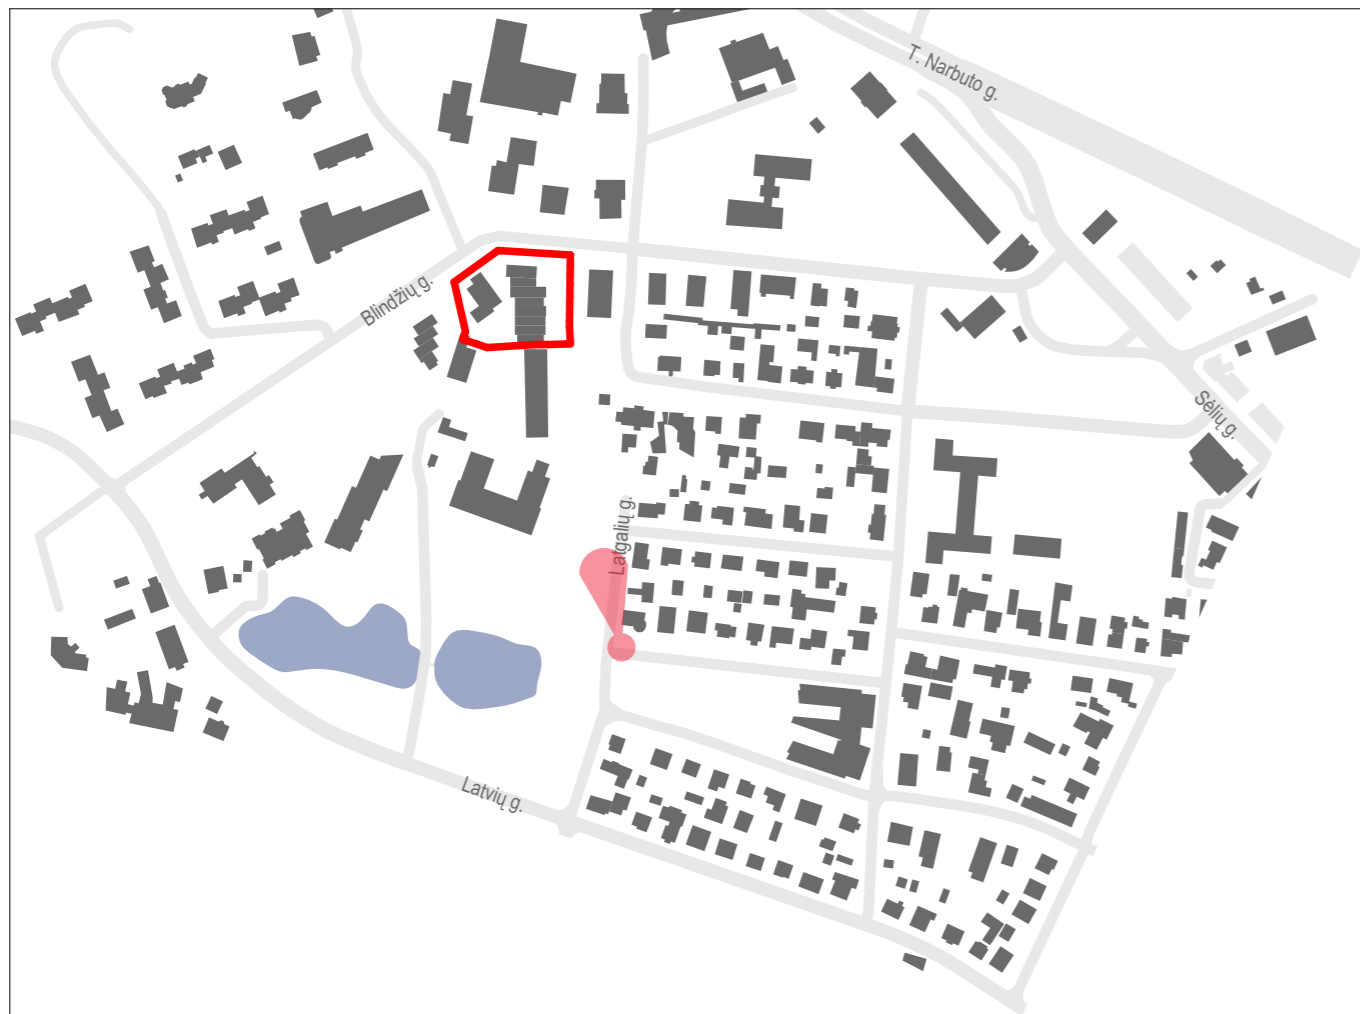 T. Narbuto g.
Blindžių g.
Sėlių g.
Latgalių g.
Latvių g.